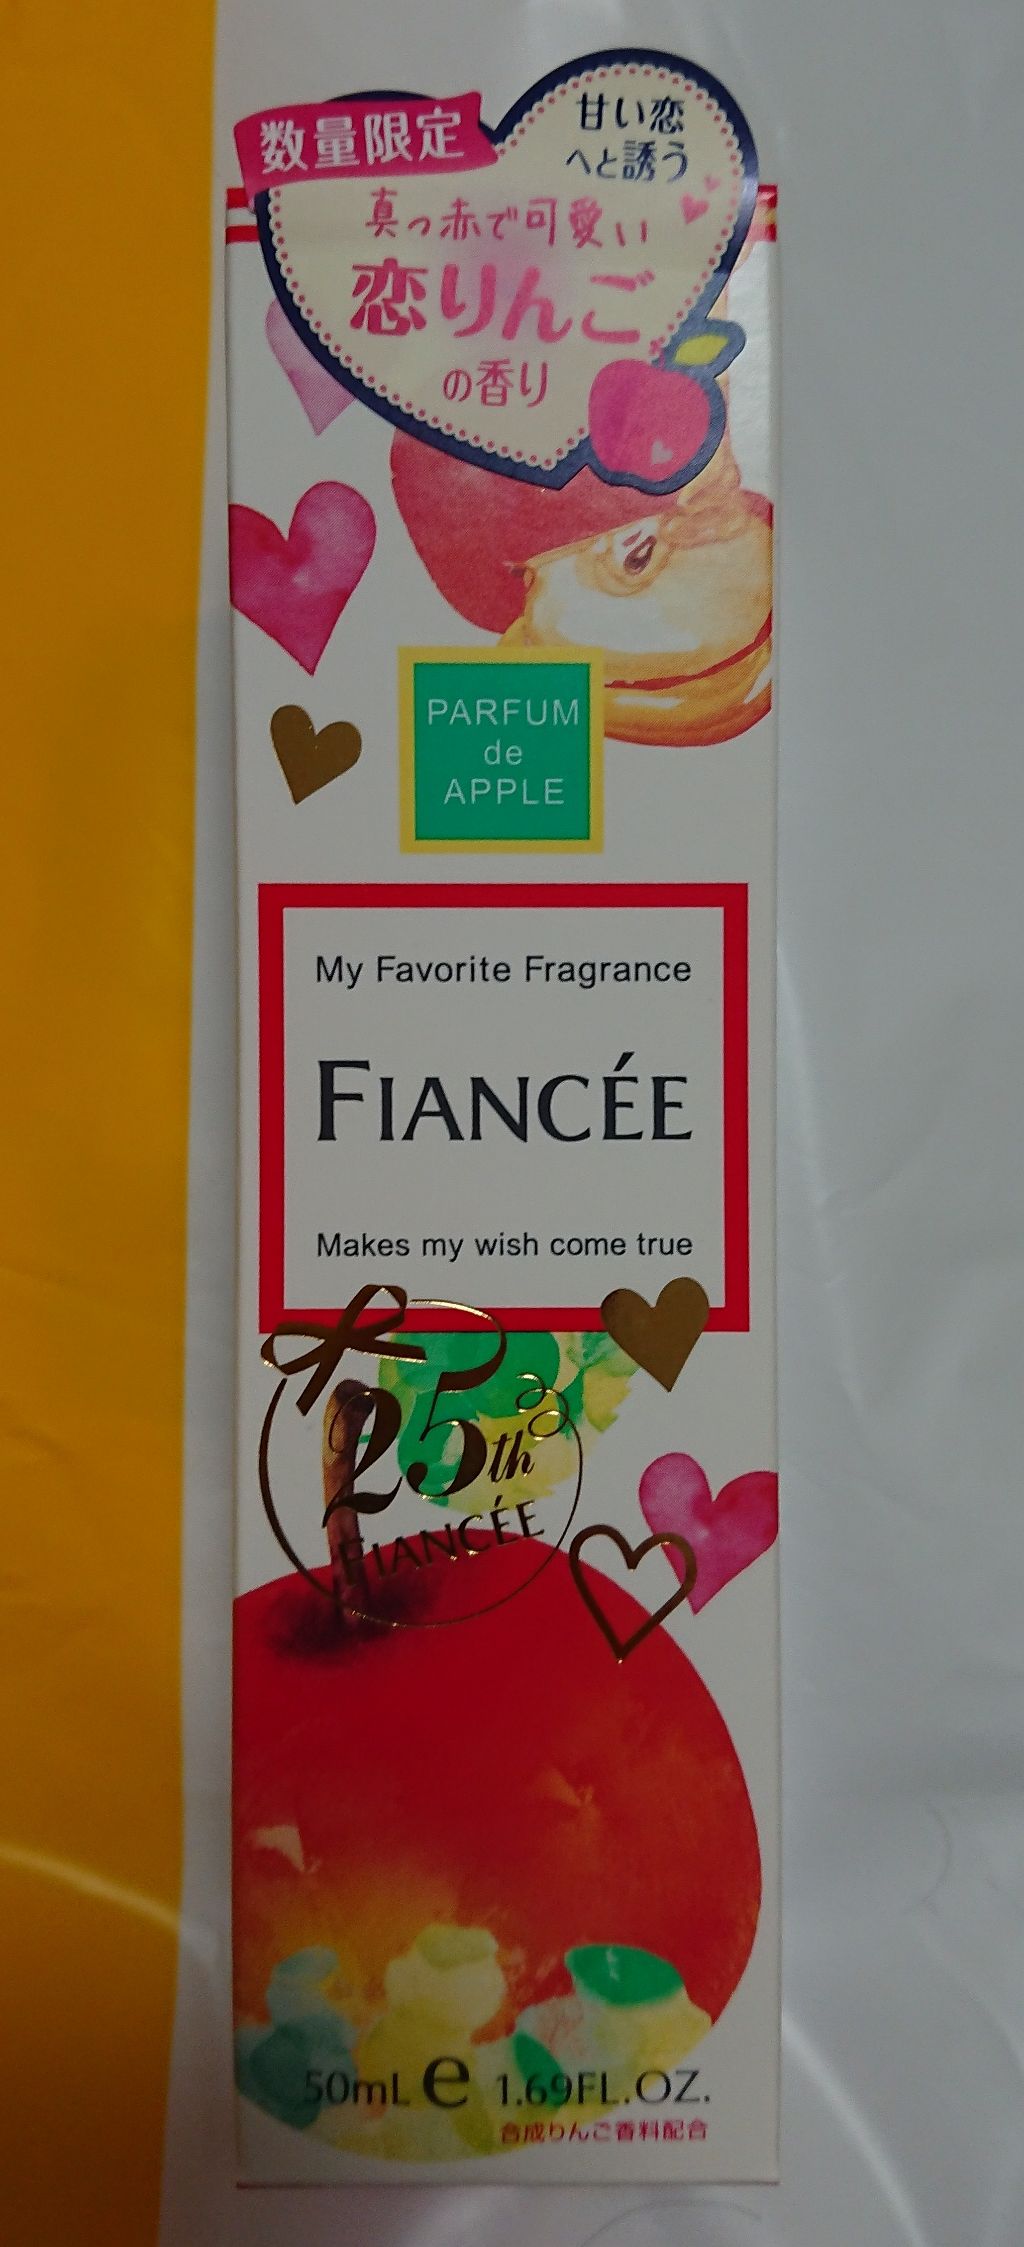 数量限定
甘い恋
へと誘う
真っ赤で可愛い
恋りんご
の香り
PARFUM
de
APPLE
My Favorite Fragrance
FIANCÉE
Makes my wish come true
25th
FIANCÉE
50mL e 1.69FL.OZ.
合成りんご香料配合